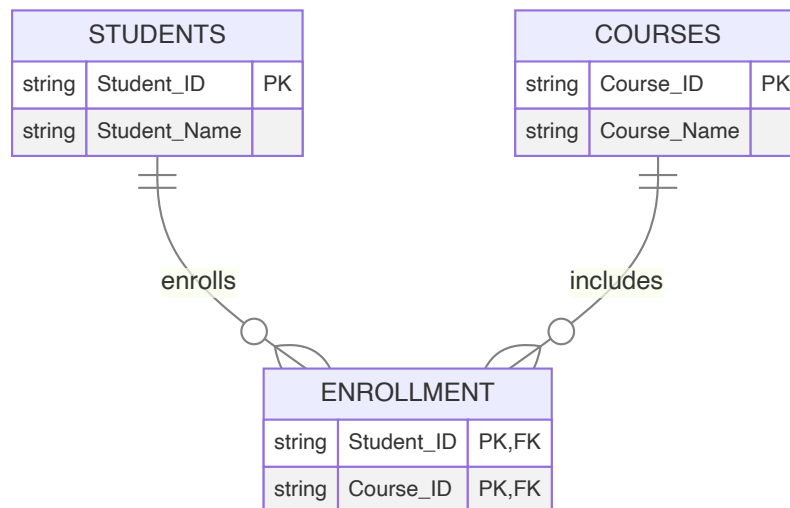 STUDENTS
string Student_ID PK
string Student_Name
COURSES
string Course_ID PK
string Course_Name
enrolls
includes
ENROLLMENT
string Student_ID PK,FK
string Course_ID PK,FK